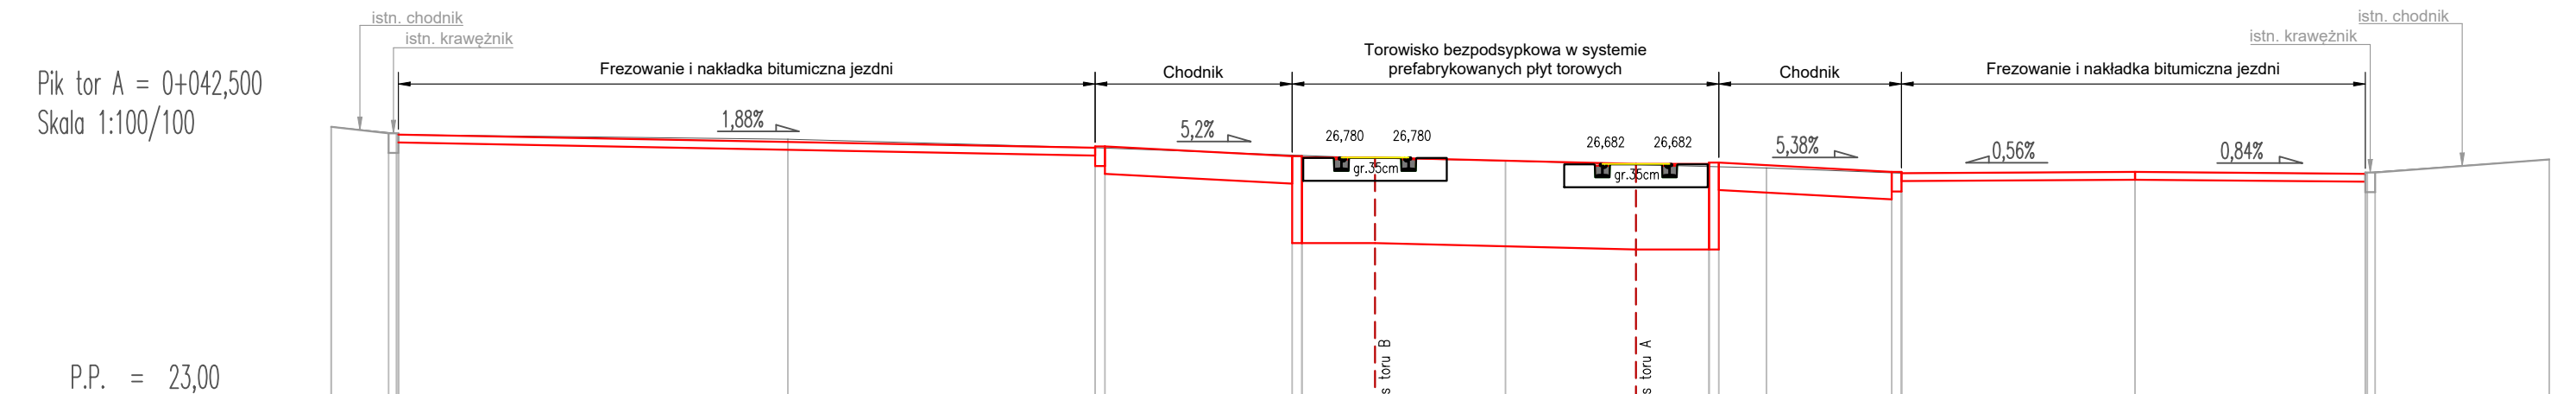 istn. chodnik
istn. krawężnik
Pik tor A = 0+042,500
Skala 1:100/100
Frezowanie i nakładka bitumiczna jezdni
Chodnik
Torowisko bezpodsypkowa w systemie
prefabrykowanych płyt torowych
Chodnik
Frezowanie i nakładka bitumiczna jezdni
istn. chodnik
istn. krawężnik
1,88%
5,2%
26,780
26,780
26,682
26,682
5,38%
0,56%
0,84%
gr.35cm
gr.35cm
s toru B
s toru A
P.P. = 23,00